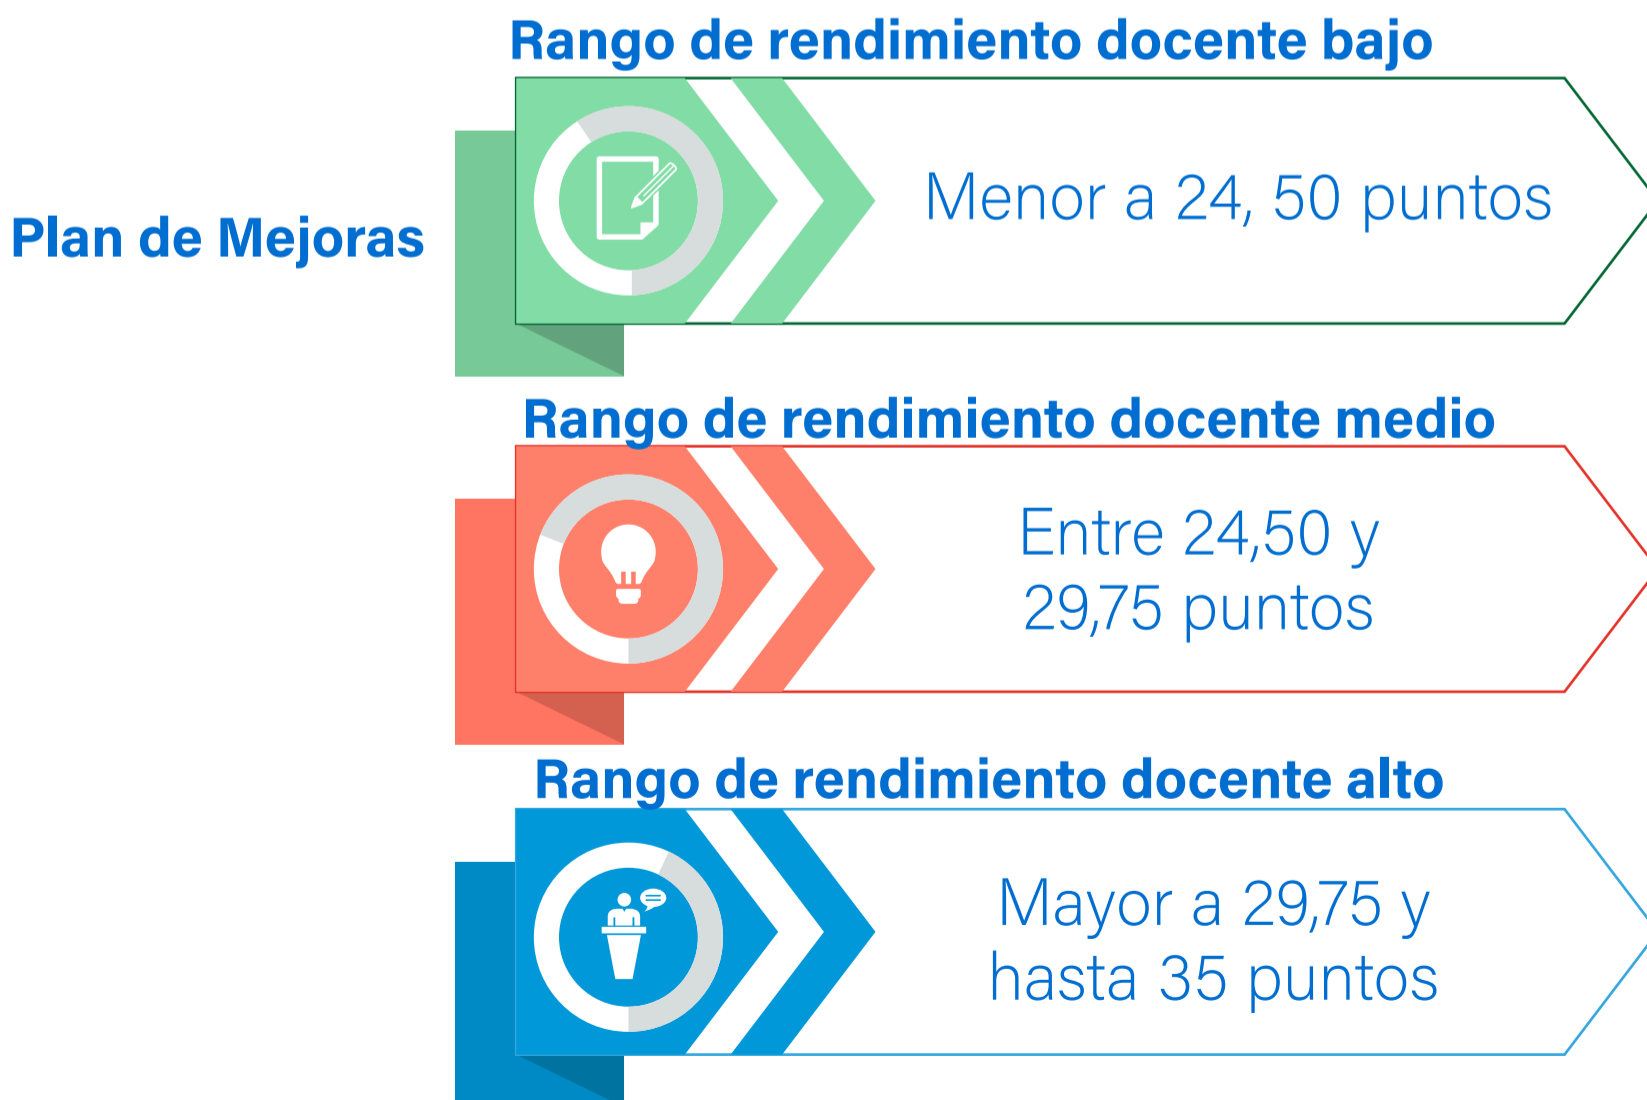 Rango de rendimiento docente bajo
Plan de Mejoras
Menor a 24, 50 puntos
Rango de rendimiento docente medio
Entre 24,50 y
29,75 puntos
Rango de rendimiento docente alto
Mayor a 29,75 y
hasta 35 puntos